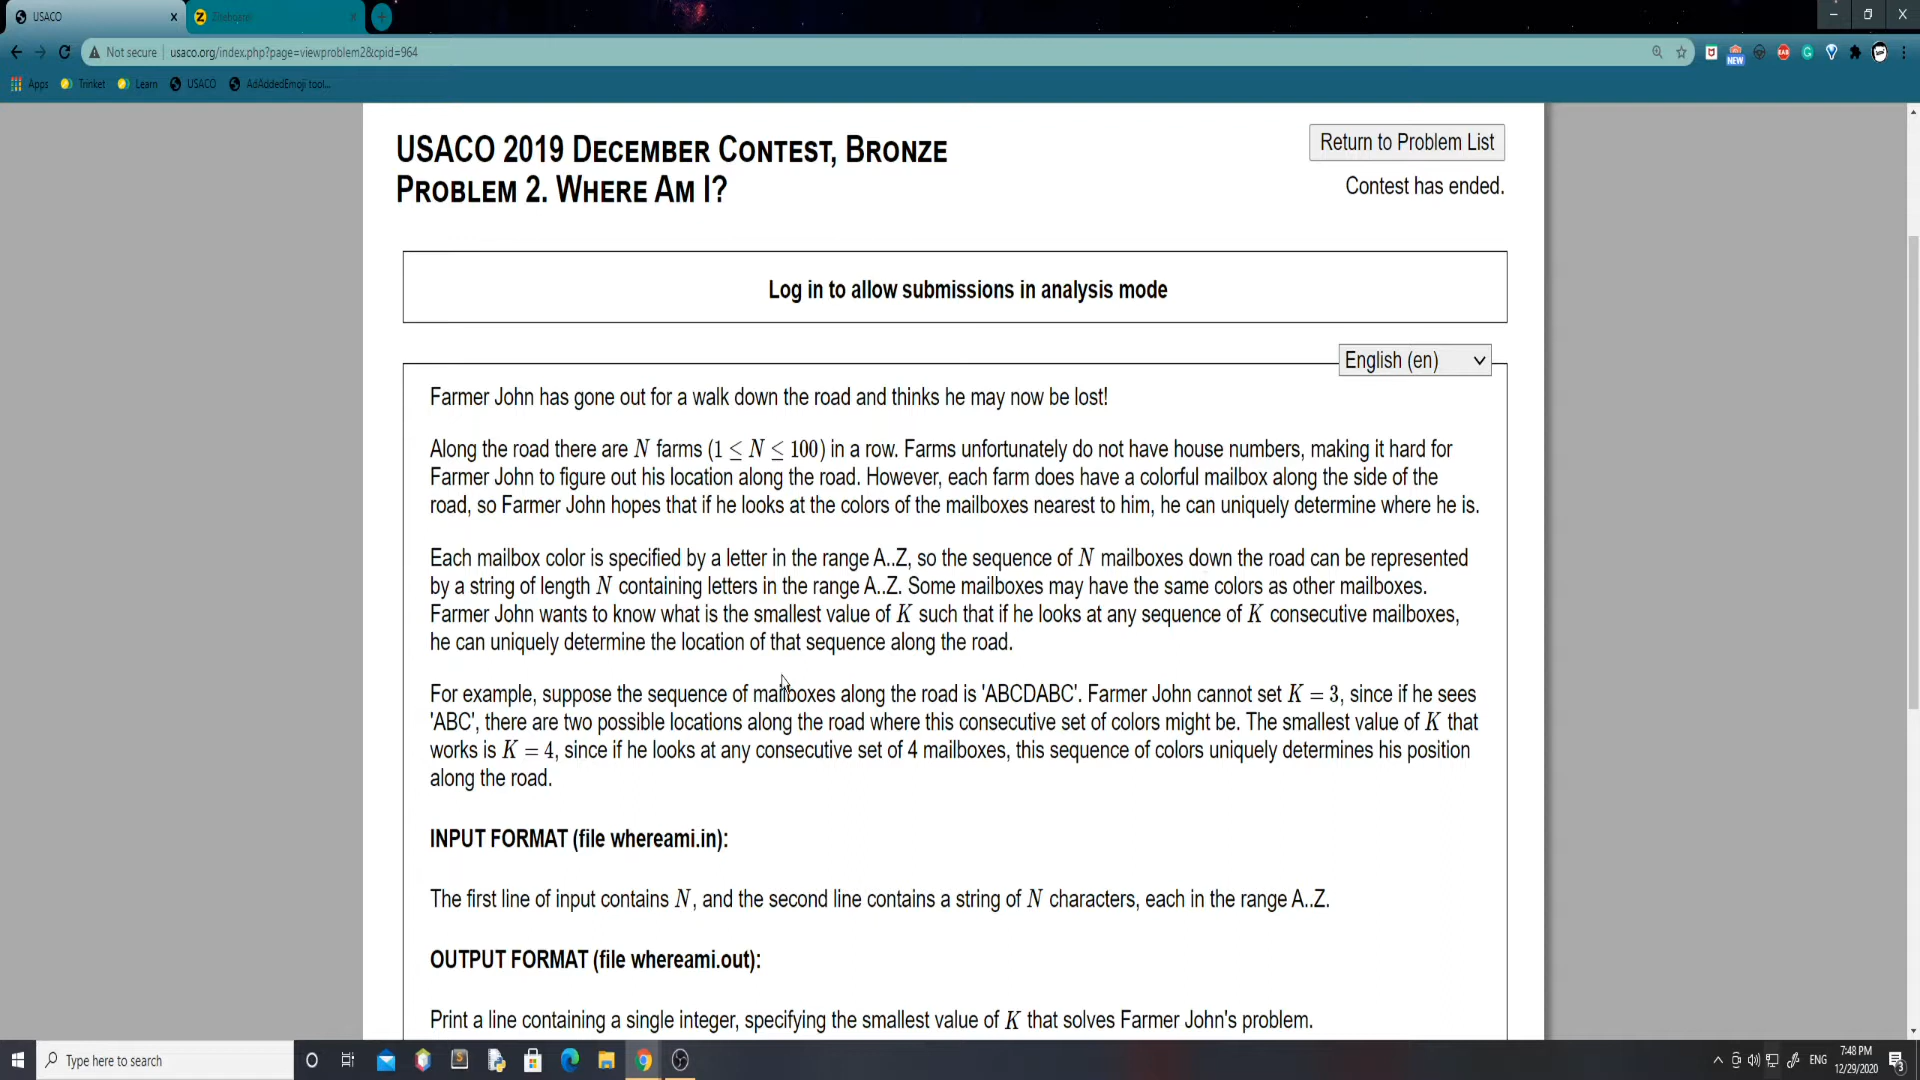 USACO
Ziteboard
Not secure | usaco.org/index.php?page=viewproblem2&cpid=964
NEW
Apps Trinket Learn USACO AdAddedEmoji tool...
USACO 2019 DECEMBER CONTEST, BRONZE
PROBLEM 2. WHERE AM I?
Return to Problem List
Contest has ended.
Log in to allow submissions in analysis mode
English (en)
Farmer John has gone out for a walk down the road and thinks he may now be lost!
Along the road there are N farms (1 ≤ N ≤ 100) in a row. Farms unfortunately do not have house numbers, making it hard for
Farmer John to figure out his location along the road. However, each farm does have a colorful mailbox along the side of the
road, so Farmer John hopes that if he looks at the colors of the mailboxes nearest to him, he can uniquely determine where he is.
Each mailbox color is specified by a letter in the range A..Z, so the sequence of N mailboxes down the road can be represented
by a string of length N containing letters in the range A..Z. Some mailboxes may have the same colors as other mailboxes.
Farmer John wants to know what is the smallest value of K such that if he looks at any sequence of K consecutive mailboxes,
he can uniquely determine the location of that sequence along the road.
For example, suppose the sequence of mailboxes along the road is 'ABCDABC'. Farmer John cannot set K = 3, since if he sees
'ABC', there are two possible locations along the road where this consecutive set of colors might be. The smallest value of K that
works is K = 4, since if he looks at any consecutive set of 4 mailboxes, this sequence of colors uniquely determines his position
along the road.
INPUT FORMAT (file whereami.in):
The first line of input contains N, and the second line contains a string of N characters, each in the range A..Z.
OUTPUT FORMAT (file whereami.out):
Print a line containing a single integer, specifying the smallest value of K that solves Farmer John's problem.
Type here to search
ENG
7:48 PM
12/29/2020